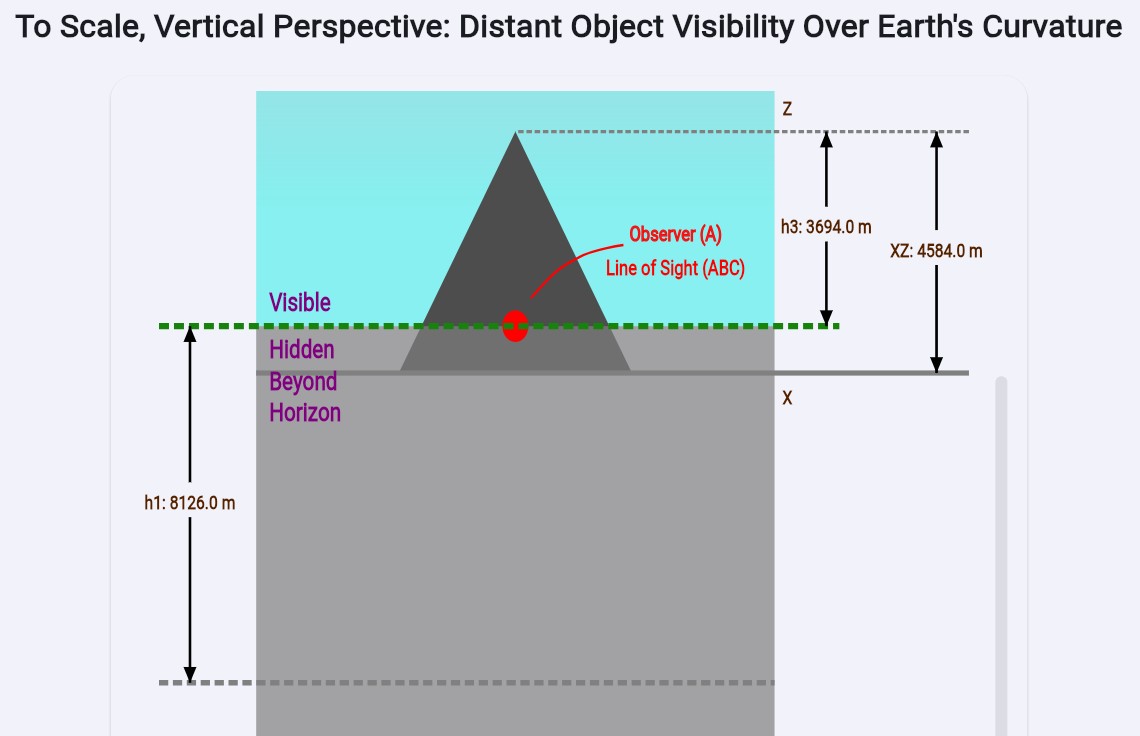 To Scale, Vertical Perspective: Distant Object Visibility Over Earth's Curvature
Z
h3: 3694.0 m
Observer (A)
XZ: 4584.0 m
Line of Sight (ABC)
Visible
Hidden
Beyond
X
Horizon
h1: 8126.0 m